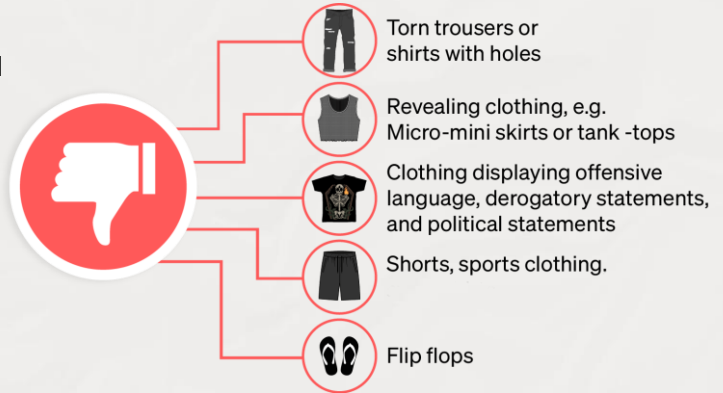 Torn trousers or
shirts with holes
Revealing clothing, e.g.
Micro-mini skirts or tank -tops
Clothing displaying offensive
language, derogatory statements,
and political statements
Shorts, sports clothing.
Flip flops